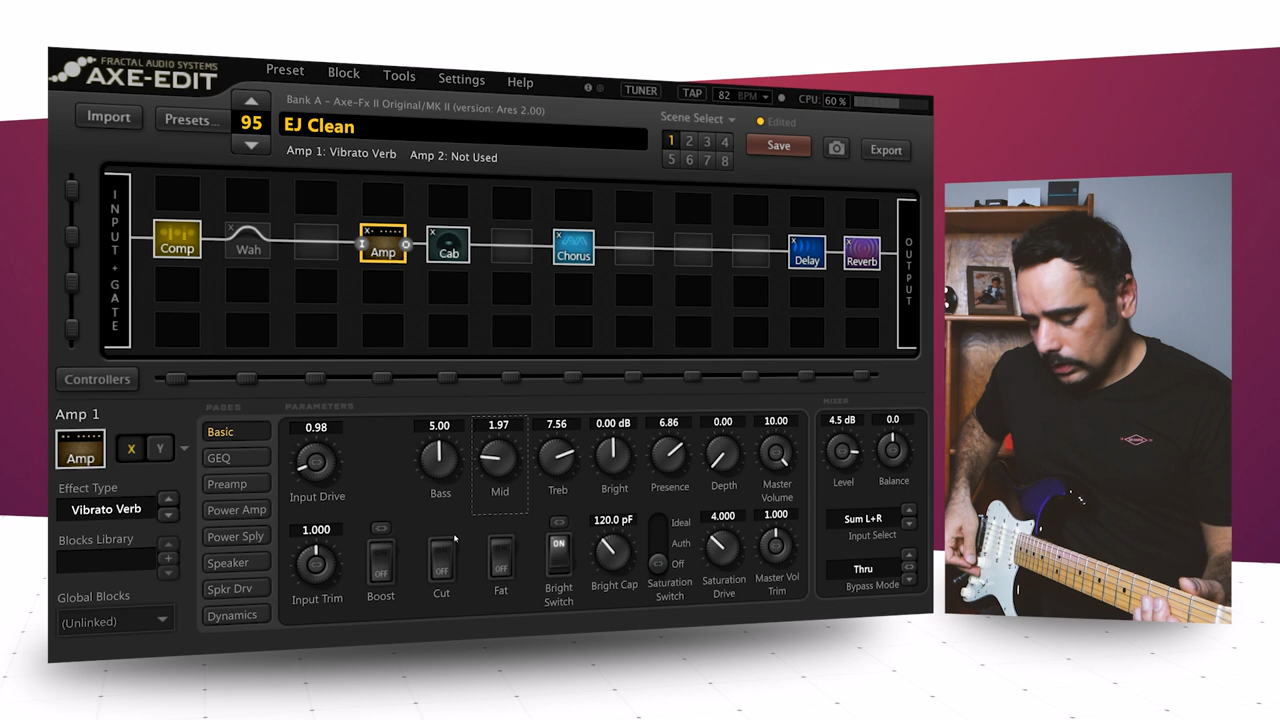 FRACTAL AUDIO SYSTEMS
AXE-EDIT
Preset Block Tools Settings Help
TUNER TAP 82 BPM CPU: 60 %
Import Presets... 95
Bank A - Axe-Fx II Original/MK II (version: Ares 2.00)
EJ Clean
Amp 1: Vibrato Verb Amp 2: Not Used
Scene Select Edited
1 2 3 4
5 6 7 8
Save Export
INPUT + GATE
Comp Wah Amp Cab Chorus Delay Reverb
OUTPUT
Controllers
Amp 1
Amp X Y
Effect Type
Vibrato Verb
Blocks Library
Global Blocks
(Unlinked)
PAGES
Basic
GEQ
Preamp
Power Amp
Power Sply
Speaker
Spkr Drv
Dynamics
PARAMETERS
0.98 5.00 1.97 7.56 0.00 dB 6.86 0.00 10.00
Input Drive Bass Mid Treb Bright Presence Depth Master Volume
1.000 120.0 pF 4.000 1.000
OFF OFF OFF ON
Ideal
Auto
Off
Input Trim Boost Cut Fat Bright Switch Bright Cap Saturation Switch Saturation Drive Master Vol Trim
MIXER
4.5 dB 0.0
Level Balance
Sum L+R
Input Select
Thru
Bypass Mode